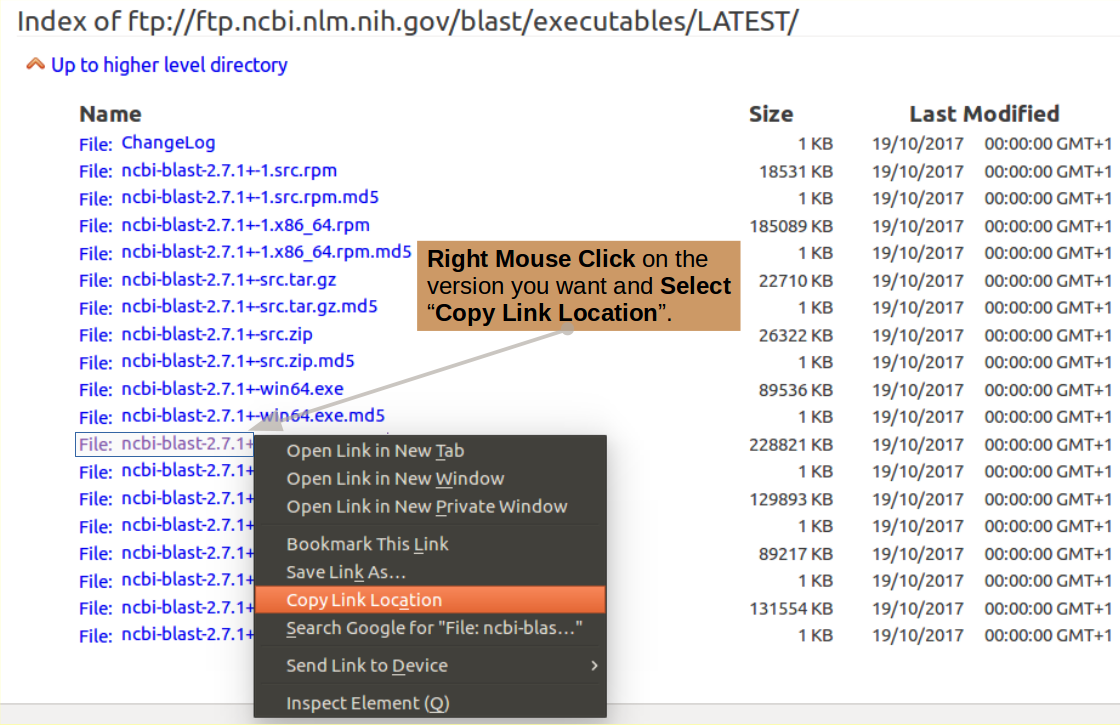 Index of ftp://ftp.ncbi.nlm.nih.gov/blast/executables/LATEST/
Up to higher level directory
Name Size Last Modified
File: ChangeLog 1 KB 19/10/2017 00:00:00 GMT+1
File: ncbi-blast-2.7.1+-1.src.rpm 18531 KB 19/10/2017 00:00:00 GMT+1
File: ncbi-blast-2.7.1+-1.src.rpm.md5 1 KB 19/10/2017 00:00:00 GMT+1
File: ncbi-blast-2.7.1+-1.x86_64.rpm 185089 KB 19/10/2017 00:00:00 GMT+1
File: ncbi-blast-2.7.1+-1.x86_64.rpm.md5 1 KB 19/10/2017 00:00:00 GMT+1
File: ncbi-blast-2.7.1+-src.tar.gz 22710 KB 19/10/2017 00:00:00 GMT+1
File: ncbi-blast-2.7.1+-src.tar.gz.md5 1 KB 19/10/2017 00:00:00 GMT+1
File: ncbi-blast-2.7.1+-src.zip 26322 KB 19/10/2017 00:00:00 GMT+1
File: ncbi-blast-2.7.1+-src.zip.md5 1 KB 19/10/2017 00:00:00 GMT+1
File: ncbi-blast-2.7.1+-win64.exe 89536 KB 19/10/2017 00:00:00 GMT+1
File: ncbi-blast-2.7.1+-win64.exe.md5 1 KB 19/10/2017 00:00:00 GMT+1
File: ncbi-blast-2.7.1+ 228821 KB 19/10/2017 00:00:00 GMT+1
File: ncbi-blast-2.7.1+ 1 KB 19/10/2017 00:00:00 GMT+1
File: ncbi-blast-2.7.1+ 129893 KB 19/10/2017 00:00:00 GMT+1
File: ncbi-blast-2.7.1+ 1 KB 19/10/2017 00:00:00 GMT+1
File: ncbi-blast-2.7.1+ 89217 KB 19/10/2017 00:00:00 GMT+1
File: ncbi-blast-2.7.1+ 1 KB 19/10/2017 00:00:00 GMT+1
File: ncbi-blast-2.7.1+ 131554 KB 19/10/2017 00:00:00 GMT+1
File: ncbi-blast-2.7.1+ 1 KB 19/10/2017 00:00:00 GMT+1
Right Mouse Click on the
version you want and Select
“Copy Link Location”.
Open Link in New Tab
Open Link in New Window
Open Link in New Private Window
Bookmark This Link
Save Link As…
Copy Link Location
Search Google for "File: ncbi-blas…"
Send Link to Device
Inspect Element (Q)